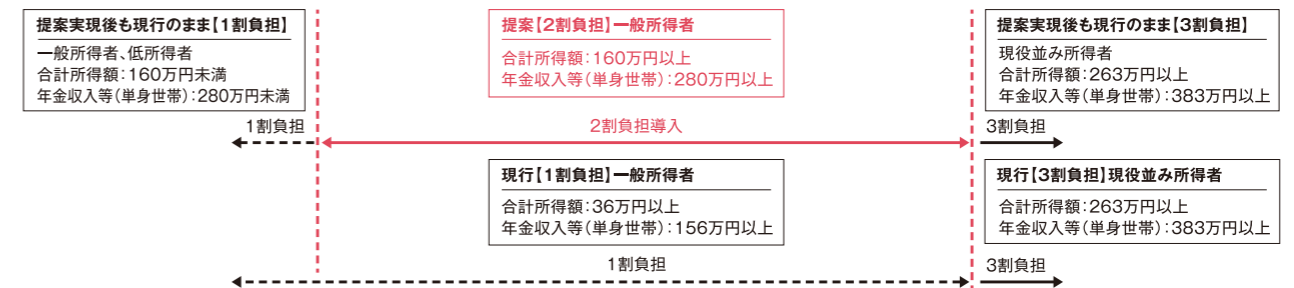 提案実現後も現行のまま【1割負担】
一般所得者、低所得者
合計所得額：160万円未満
年金収入等（単身世帯）：280万円未満
提案【2割負担】一般所得者
合計所得額：160万円以上
年金収入等（単身世帯）：280万円以上
提案実現後も現行のまま【3割負担】
現役並み所得者
合計所得額：263万円以上
年金収入等（単身世帯）：383万円以上
1割負担
2割負担導入
3割負担
現行【1割負担】一般所得者
合計所得額：36万円以上
年金収入等（単身世帯）：156万円以上
現行【3割負担】現役並み所得者
合計所得額：263万円以上
年金収入等（単身世帯）：383万円以上
1割負担
3割負担